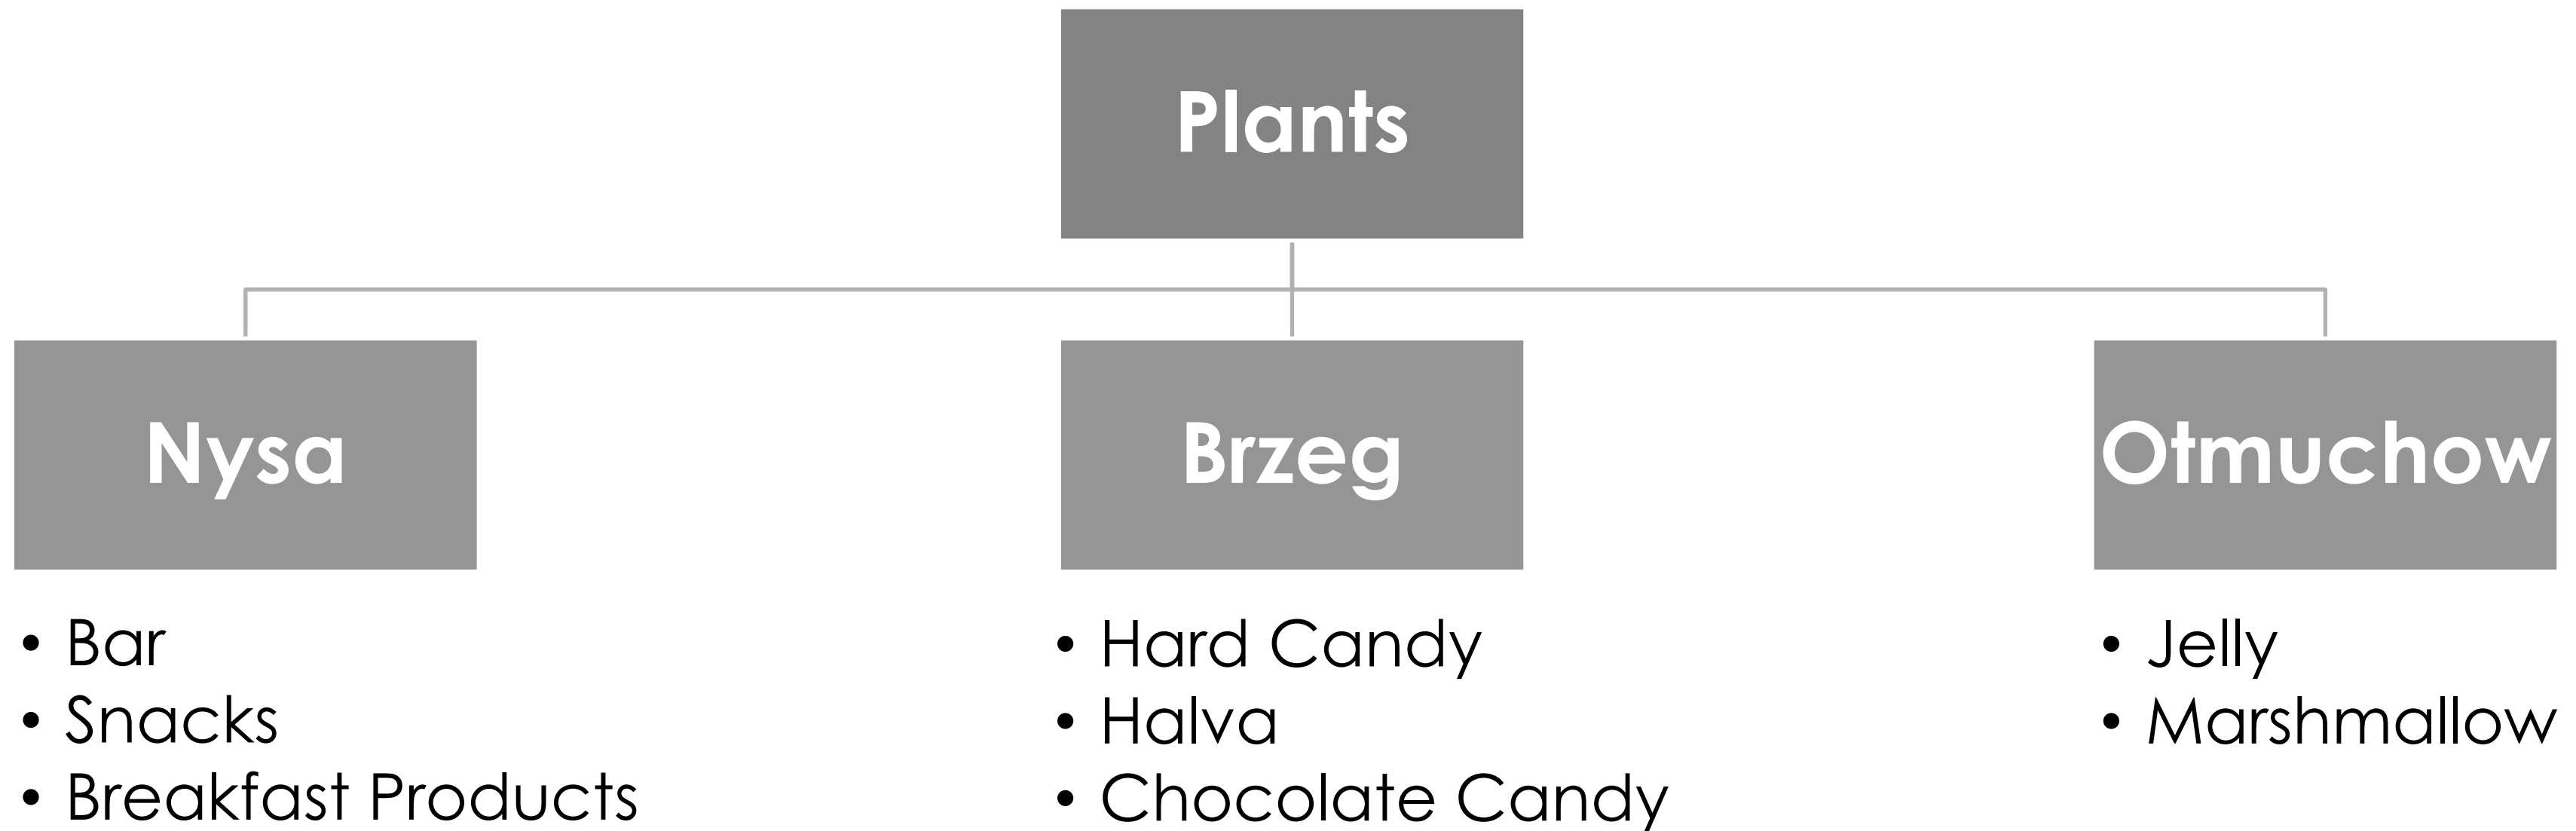 Plants
Nysa
Bar
Snacks
Breakfast Products
Brzeg
Hard Candy
Halva
Chocolate Candy
Otmuchow
Jelly
Marshmallow